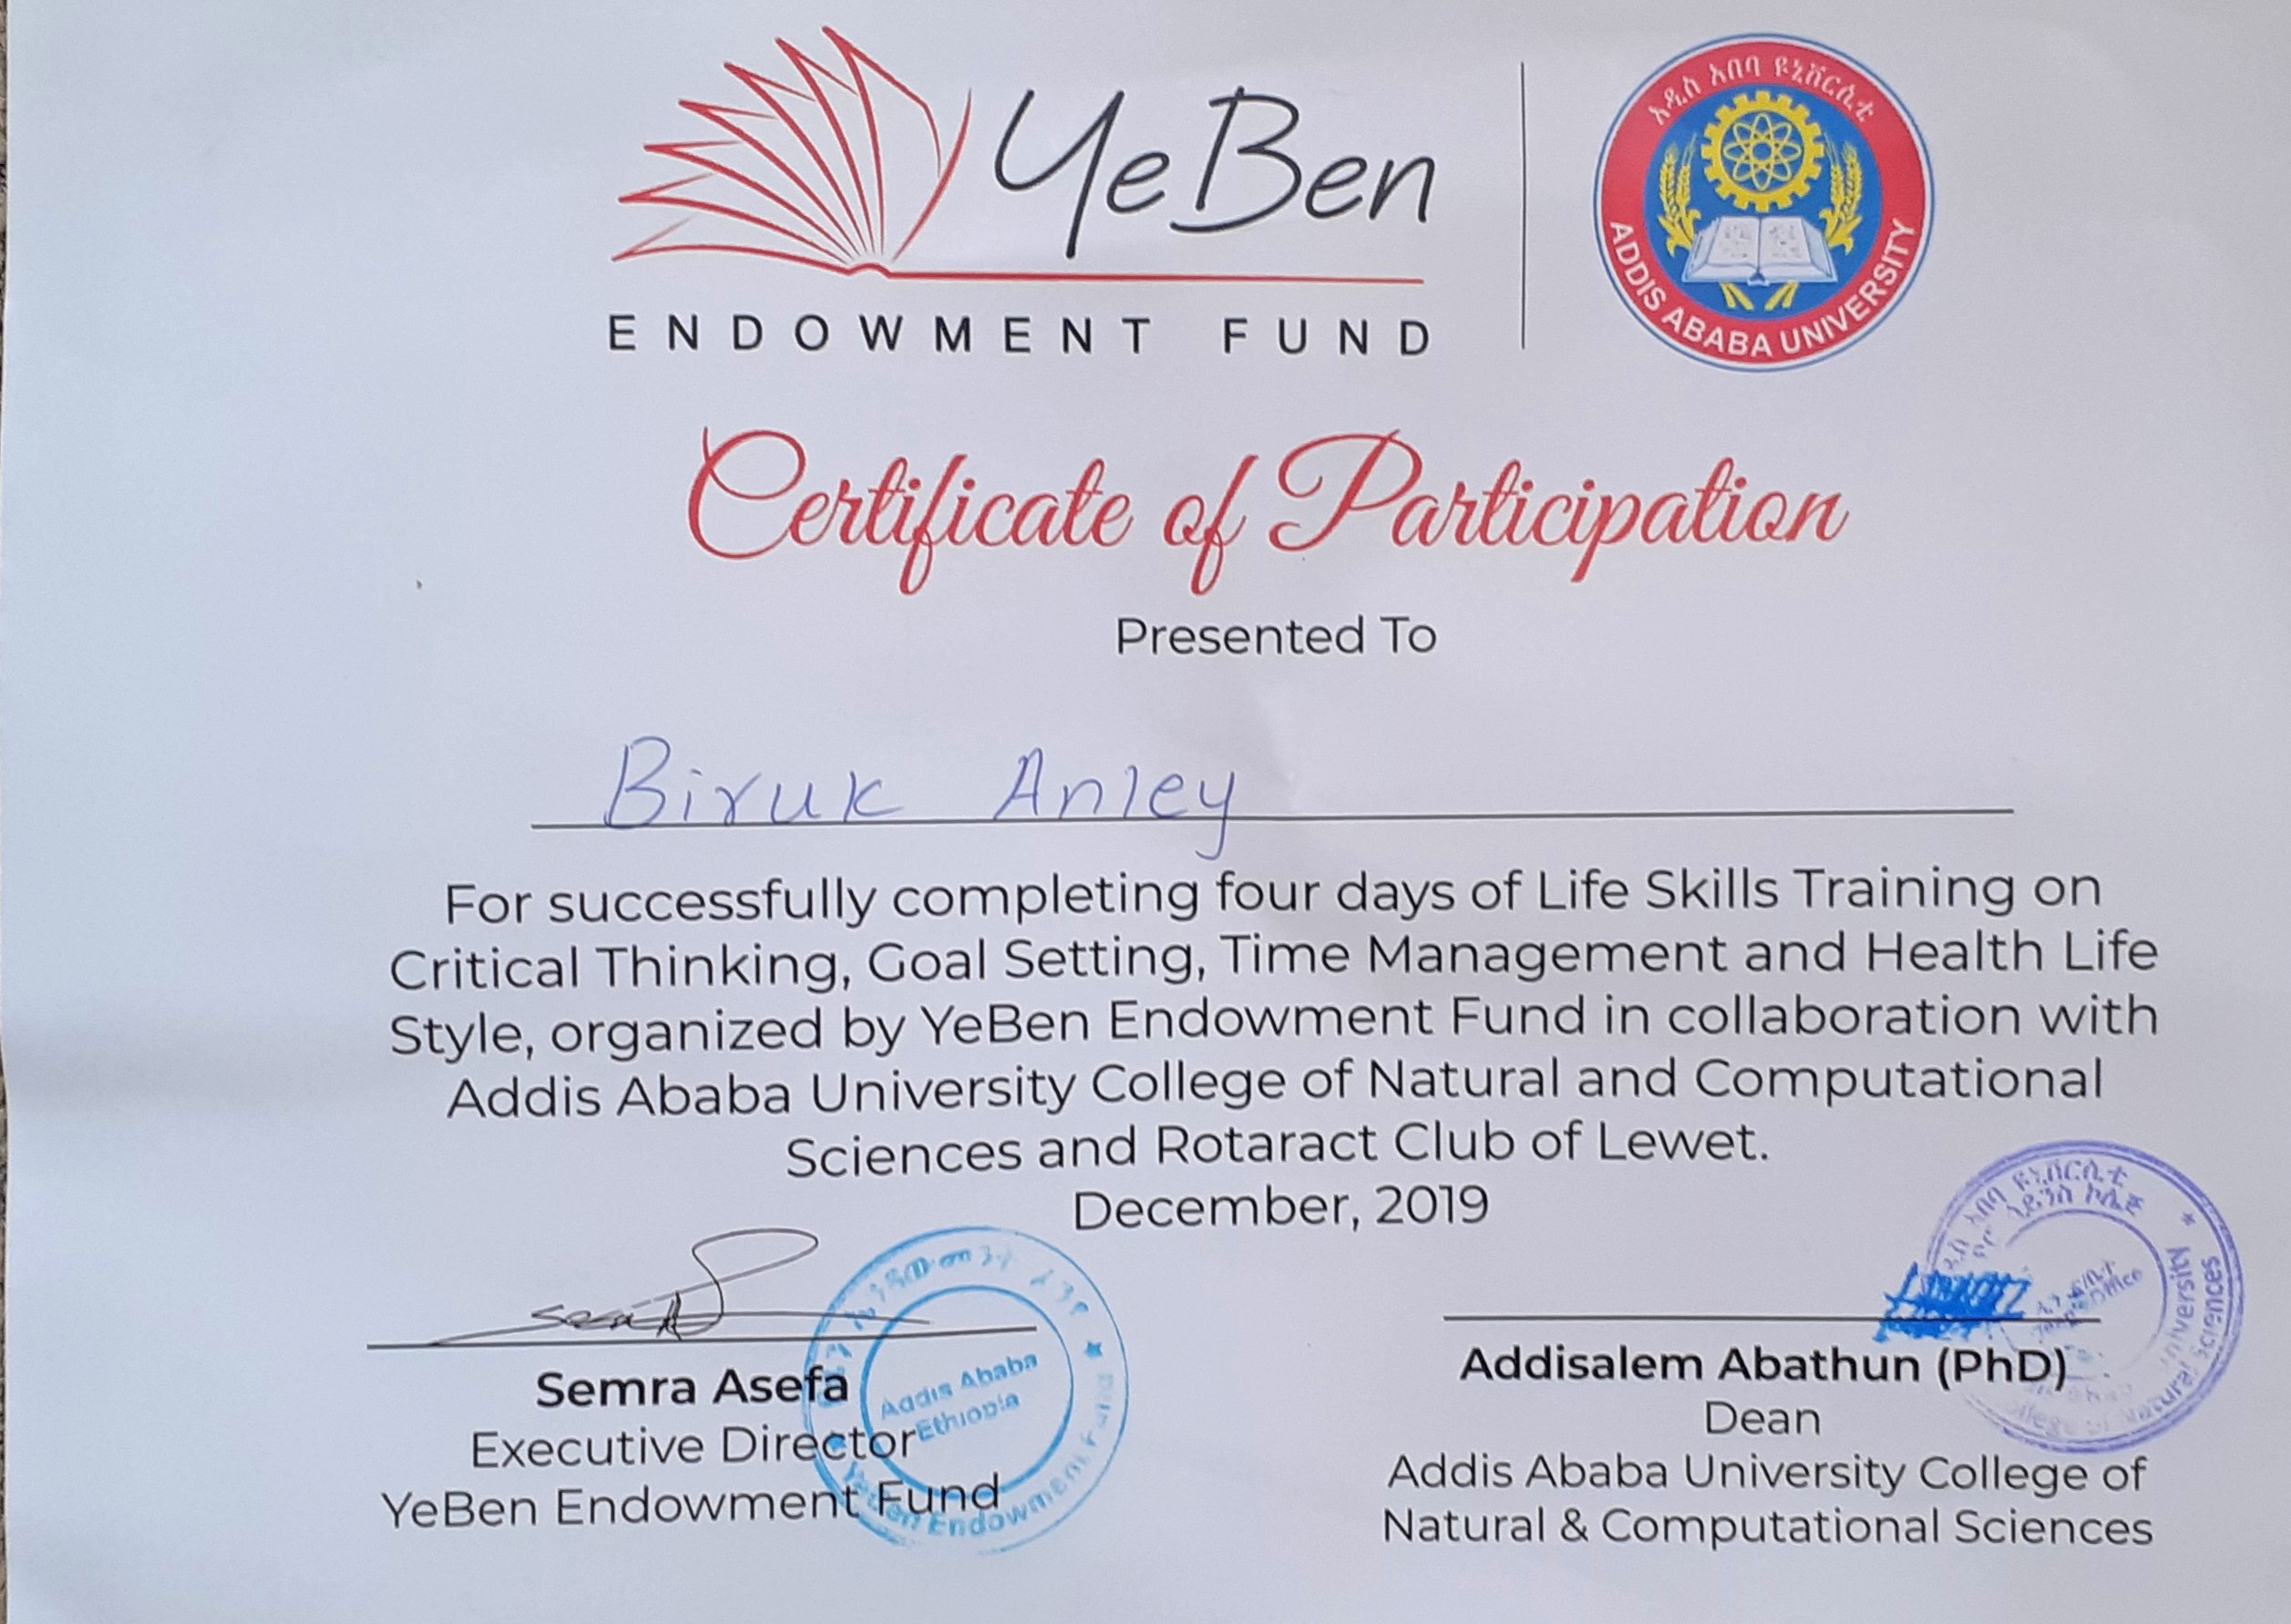 YeBen
ENDOWMENT FUND
አዲስ አበባ ዩኒቨርሲቲ
ADDIS ABABA UNIVERSITY
Certificate of Participation
Presented To
Biruk Anley
For successfully completing four days of Life Skills Training on
Critical Thinking, Goal Setting, Time Management and Health Life
Style, organized by YeBen Endowment Fund in collaboration with
Addis Ababa University College of Natural and Computational
Sciences and Rotaract Club of Lewet.
December, 2019
Semra Asefa
Executive Director
YeBen Endowment Fund
Addis Ababa
Ethiopia
YeBen Endowment Fund
Addisalem Abathun (PhD)
Dean
Addis Ababa University College of
Natural & Computational Sciences
አዲስ አበባ ዩኒቨርሲቲ
University
College of Natural Sciences